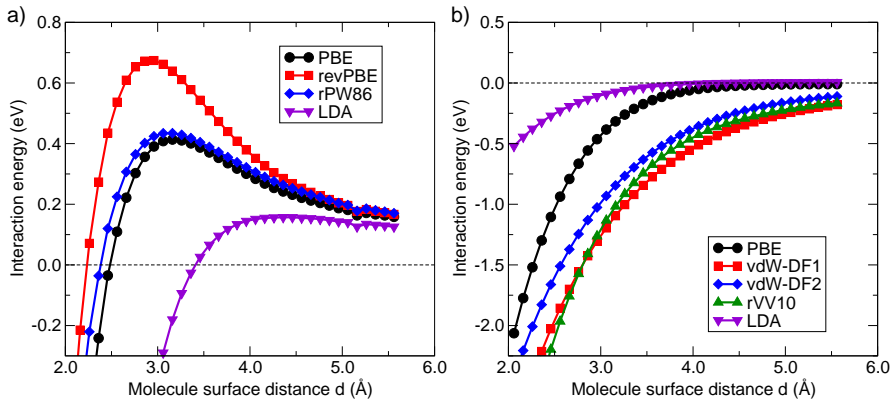 a)
0.8
0.6
0.4
0.2
0.0
-0.2
Interaction energy (eV)
PBE
revPBE
rPW86
LDA
2.0 3.0 4.0 5.0 6.0
Molecule surface distance d (Å)
b)
0.5
0.0
-0.5
-1.0
-1.5
-2.0
Interaction energy (eV)
PBE
vdW-DF1
vdW-DF2
rVV10
LDA
2.0 3.0 4.0 5.0 6.0
Molecule surface distance d (Å)